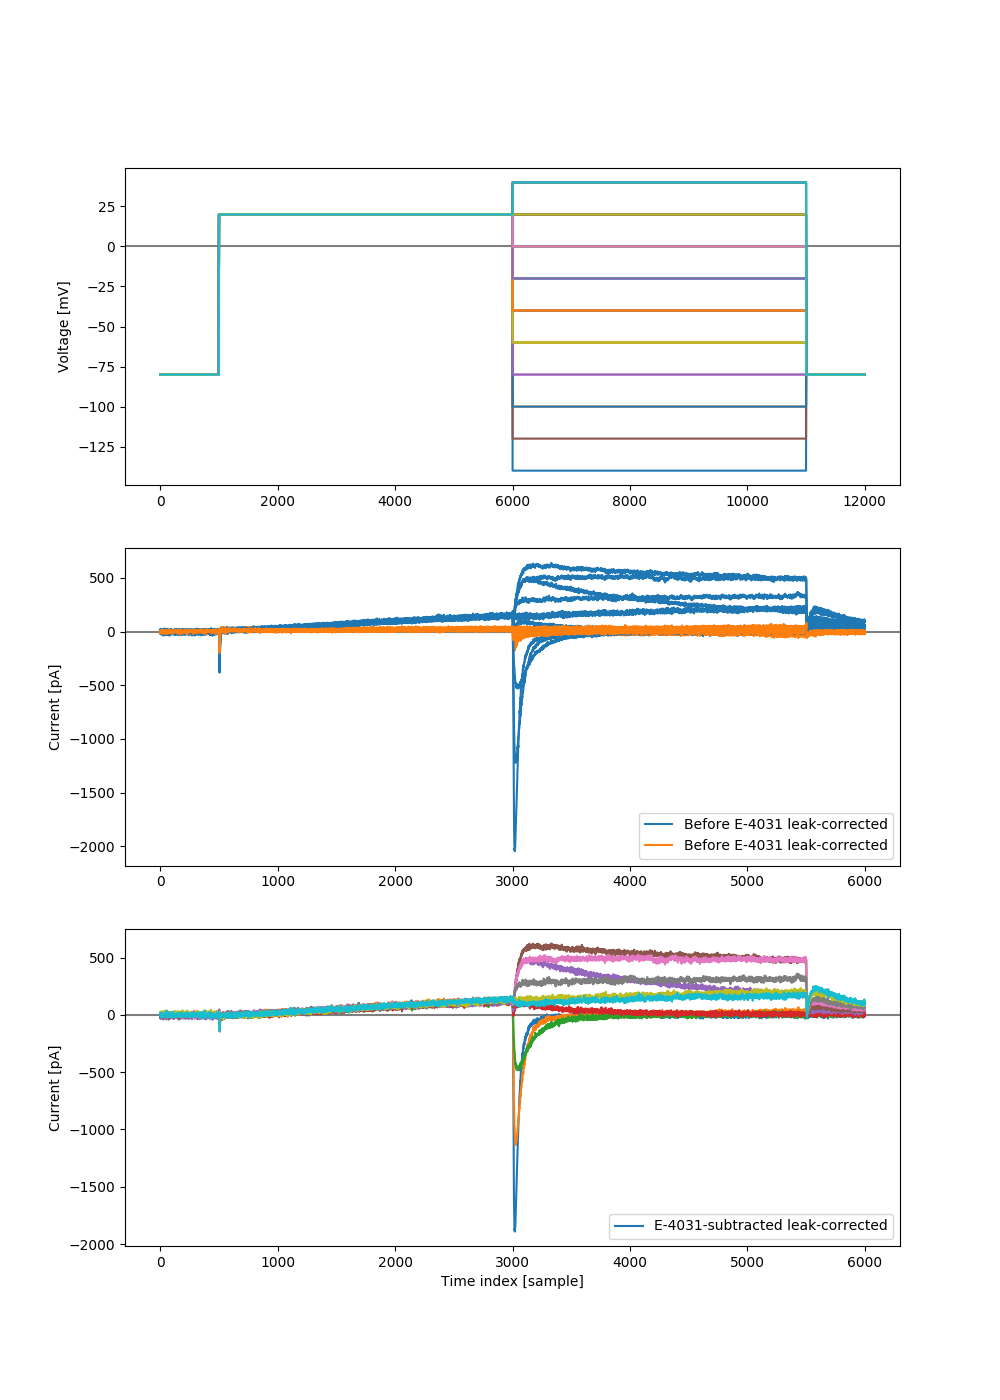 25
0
−25
−50
−75
−100
−125
Voltage [mV]
0 2000 4000 6000 8000 10000 12000
500
0
−500
−1000
−1500
−2000
Current [pA]
Before E-4031 leak-corrected
Before E-4031 leak-corrected
0 1000 2000 3000 4000 5000 6000
500
0
−500
−1000
−1500
−2000
Current [pA]
E-4031-subtracted leak-corrected
0 1000 2000 3000 4000 5000 6000
Time index [sample]